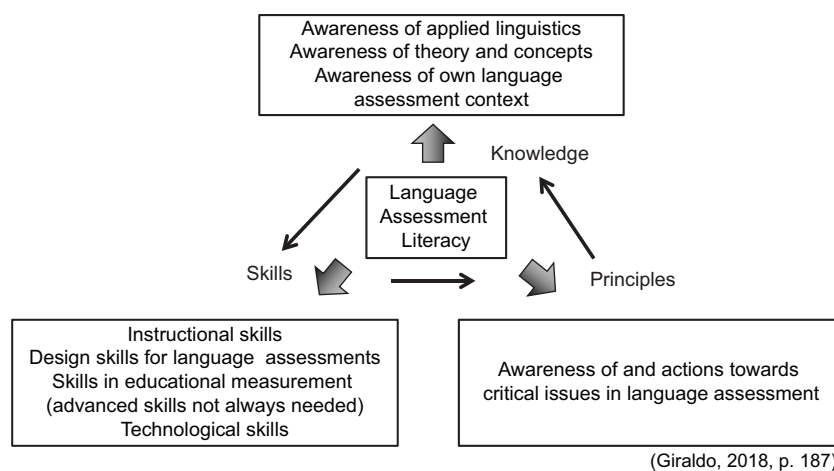 Awareness of applied linguistics
Awareness of theory and concepts
Awareness of own language
assessment context
Knowledge
Language
Assessment
Literacy
Skills
Principles
Instructional skills
Design skills for language assessments
Skills in educational measurement
(advanced skills not always needed)
Technological skills
Awareness of and actions towards
critical issues in language assessment
(Giraldo, 2018, p. 187)